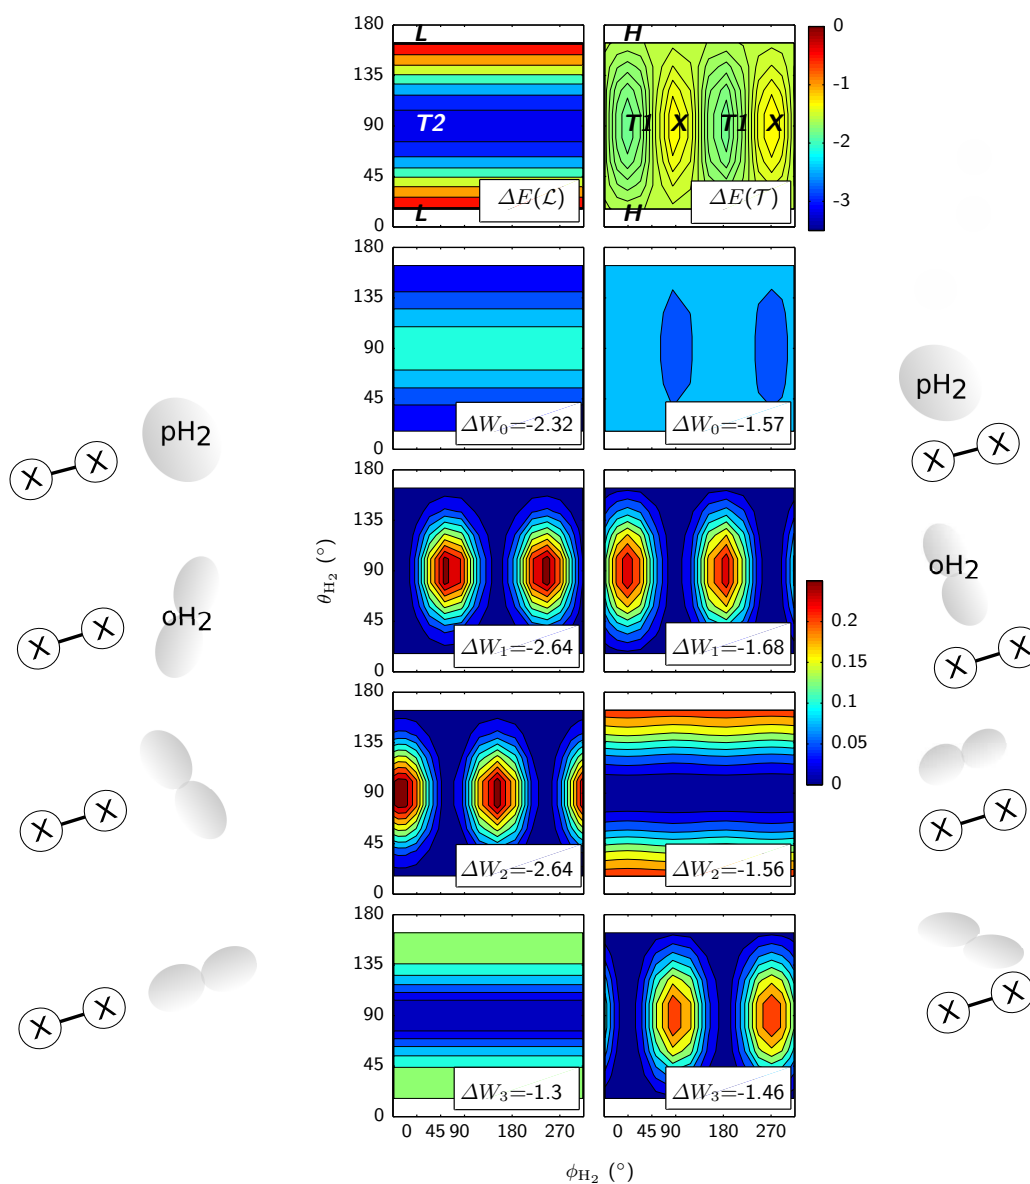 180
135
90
45
0
L
T2
L
ΔE(ℒ)
H
T1
X
T1
X
H
ΔE(𝒯)
0
-1
-2
-3
180
135
90
45
0
ΔW₀=-2.32
ΔW₀=-1.57
pH2
X
X
pH2
X
X
180
135
90
45
0
θH₂ (°)
ΔW₁=-2.64
ΔW₁=-1.68
oH2
X
X
oH2
X
X
0.2
0.15
0.1
0.05
0
180
135
90
45
0
ΔW₂=-2.64
ΔW₂=-1.56
X
X
X
X
180
135
90
45
0
ΔW₃=-1.3
ΔW₃=-1.46
X
X
X
X
0 45 90 180 270
0 45 90 180 270
ϕH₂ (°)